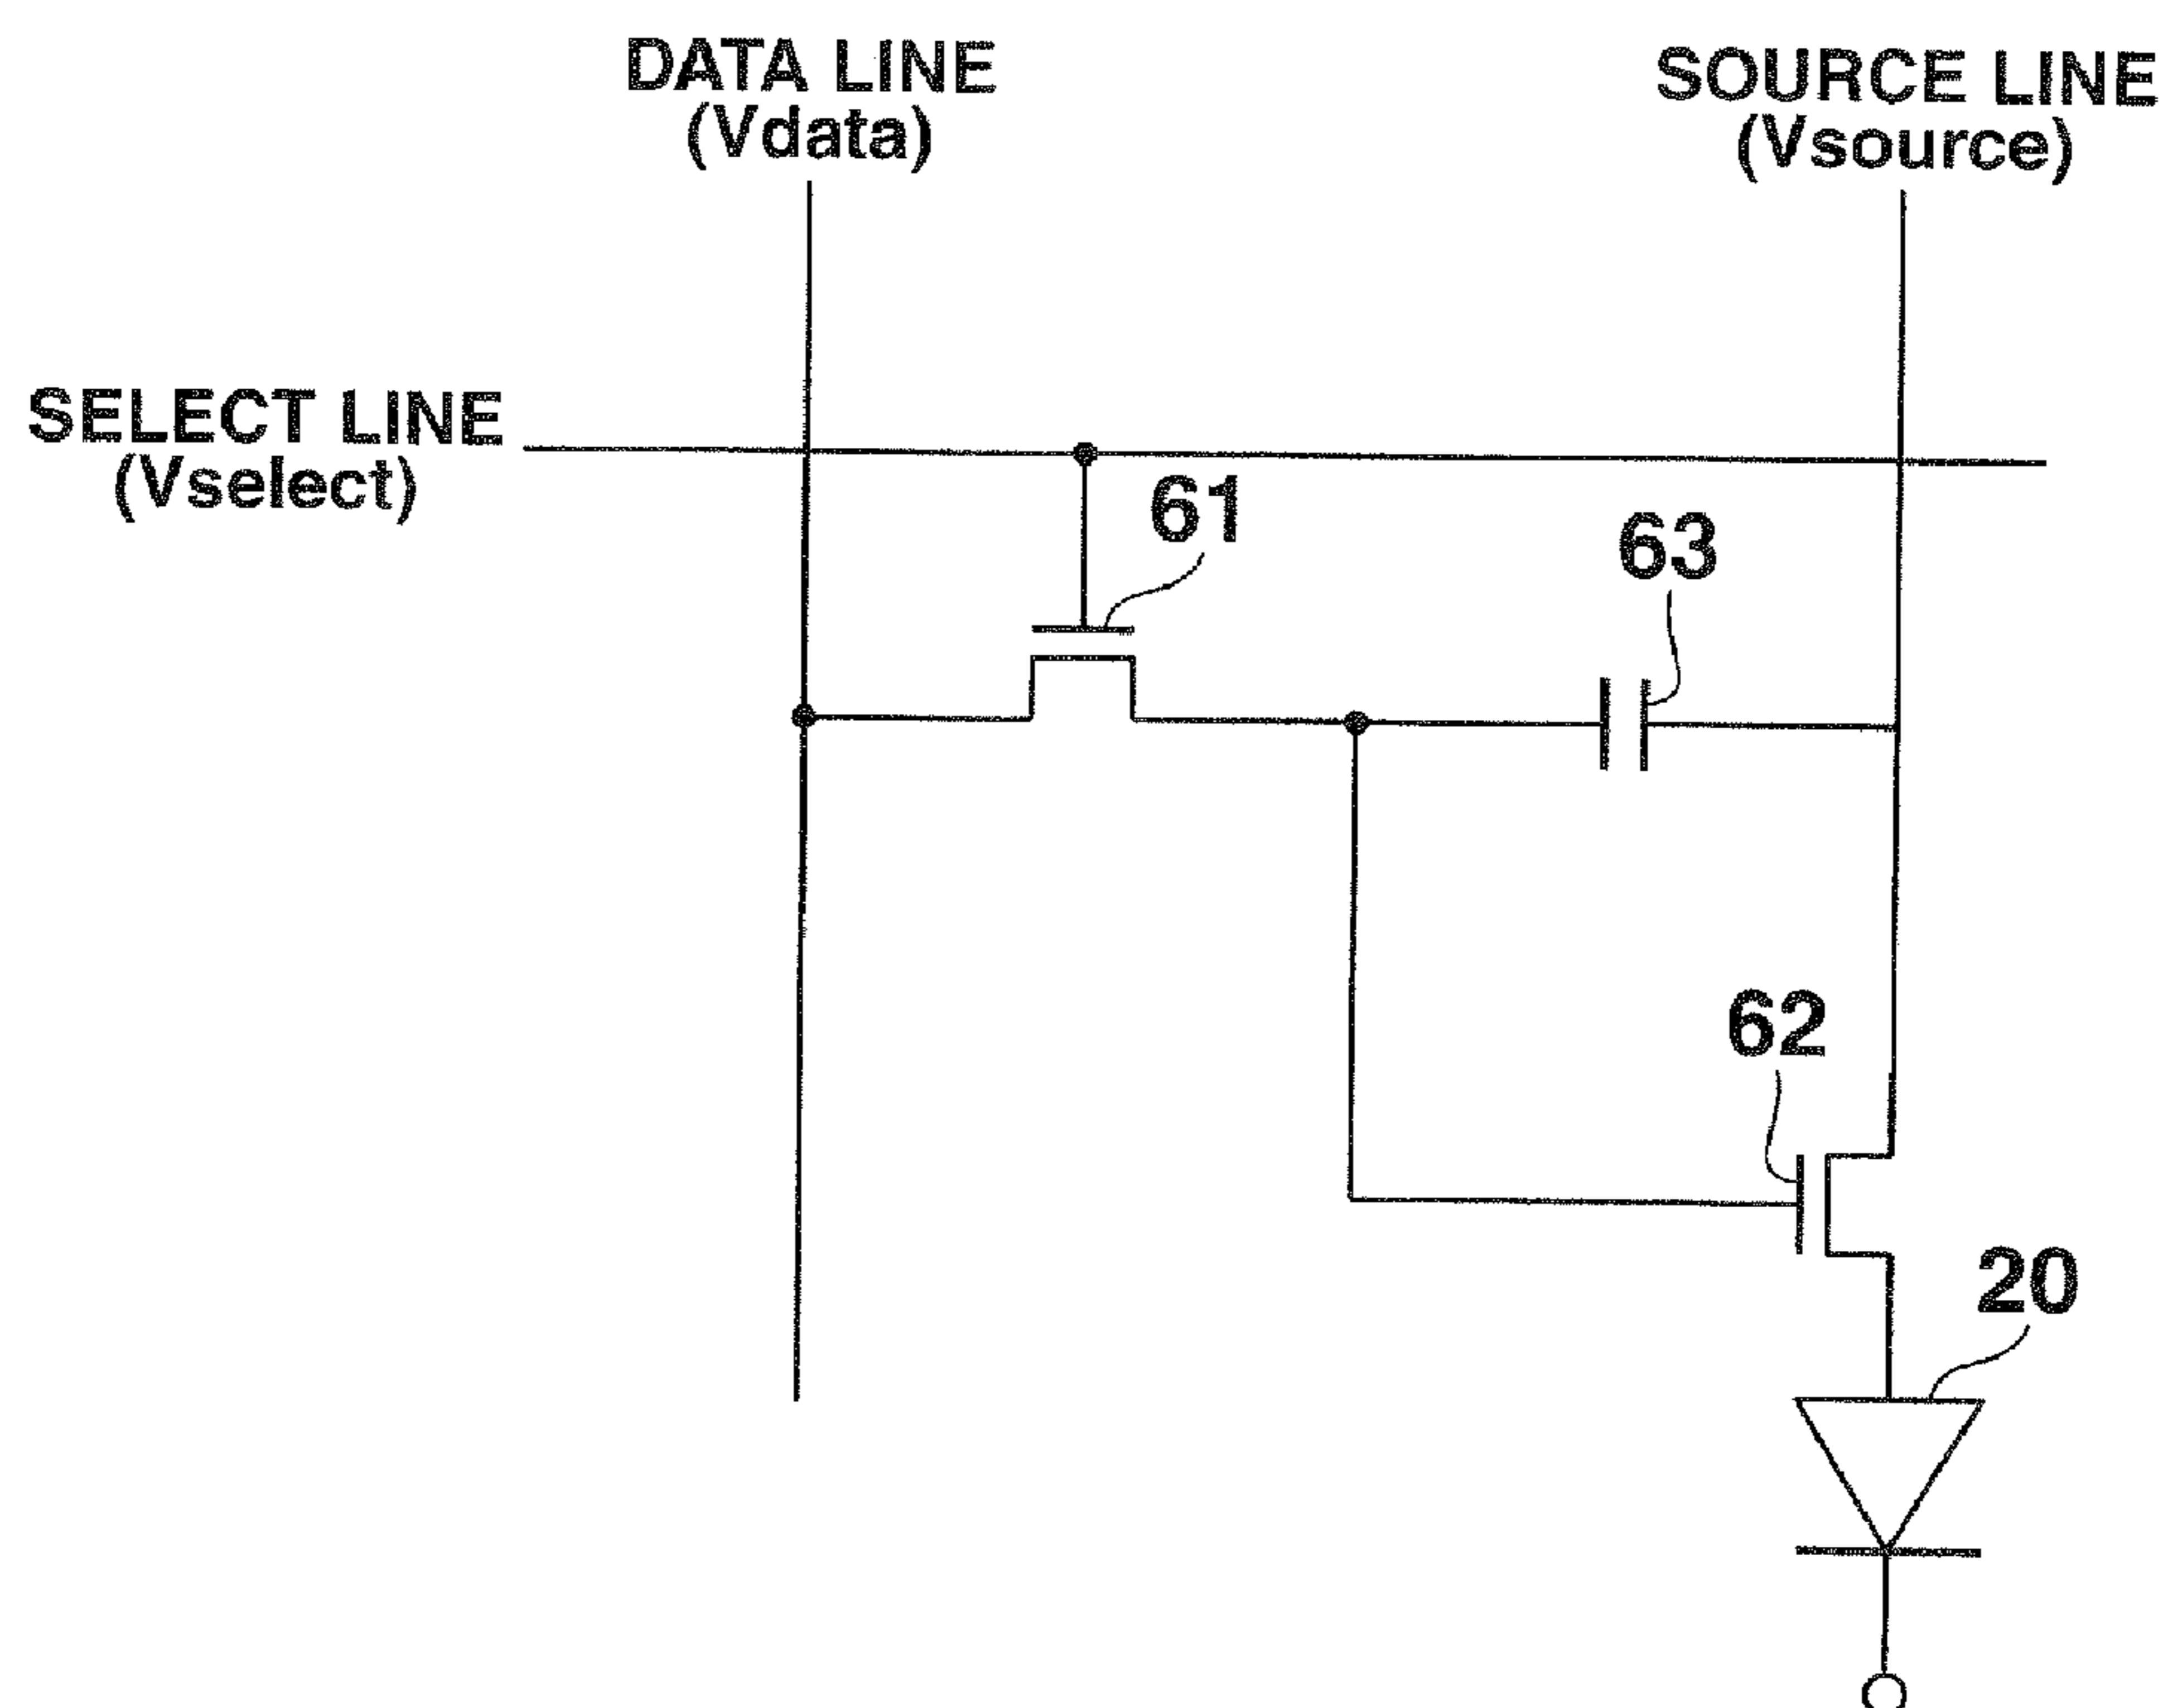 DATA LINE
(Vdata)
SOURCE LINE
(Vsource)
SELECT LINE
(Vselect)
61
63
62
20